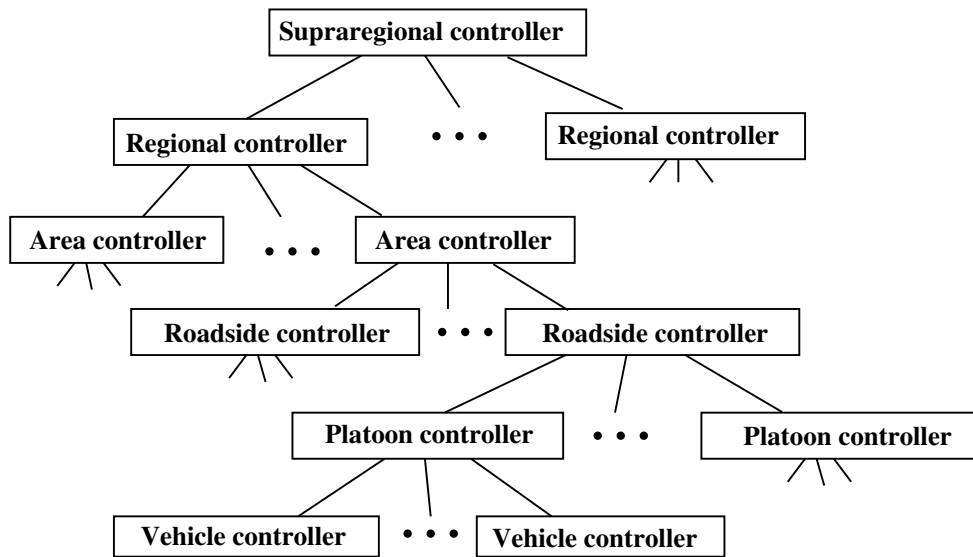 Supraregional controller
Regional controller
Regional controller
Area controller
Area controller
Roadside controller
Roadside controller
Platoon controller
Platoon controller
Vehicle controller
Vehicle controller